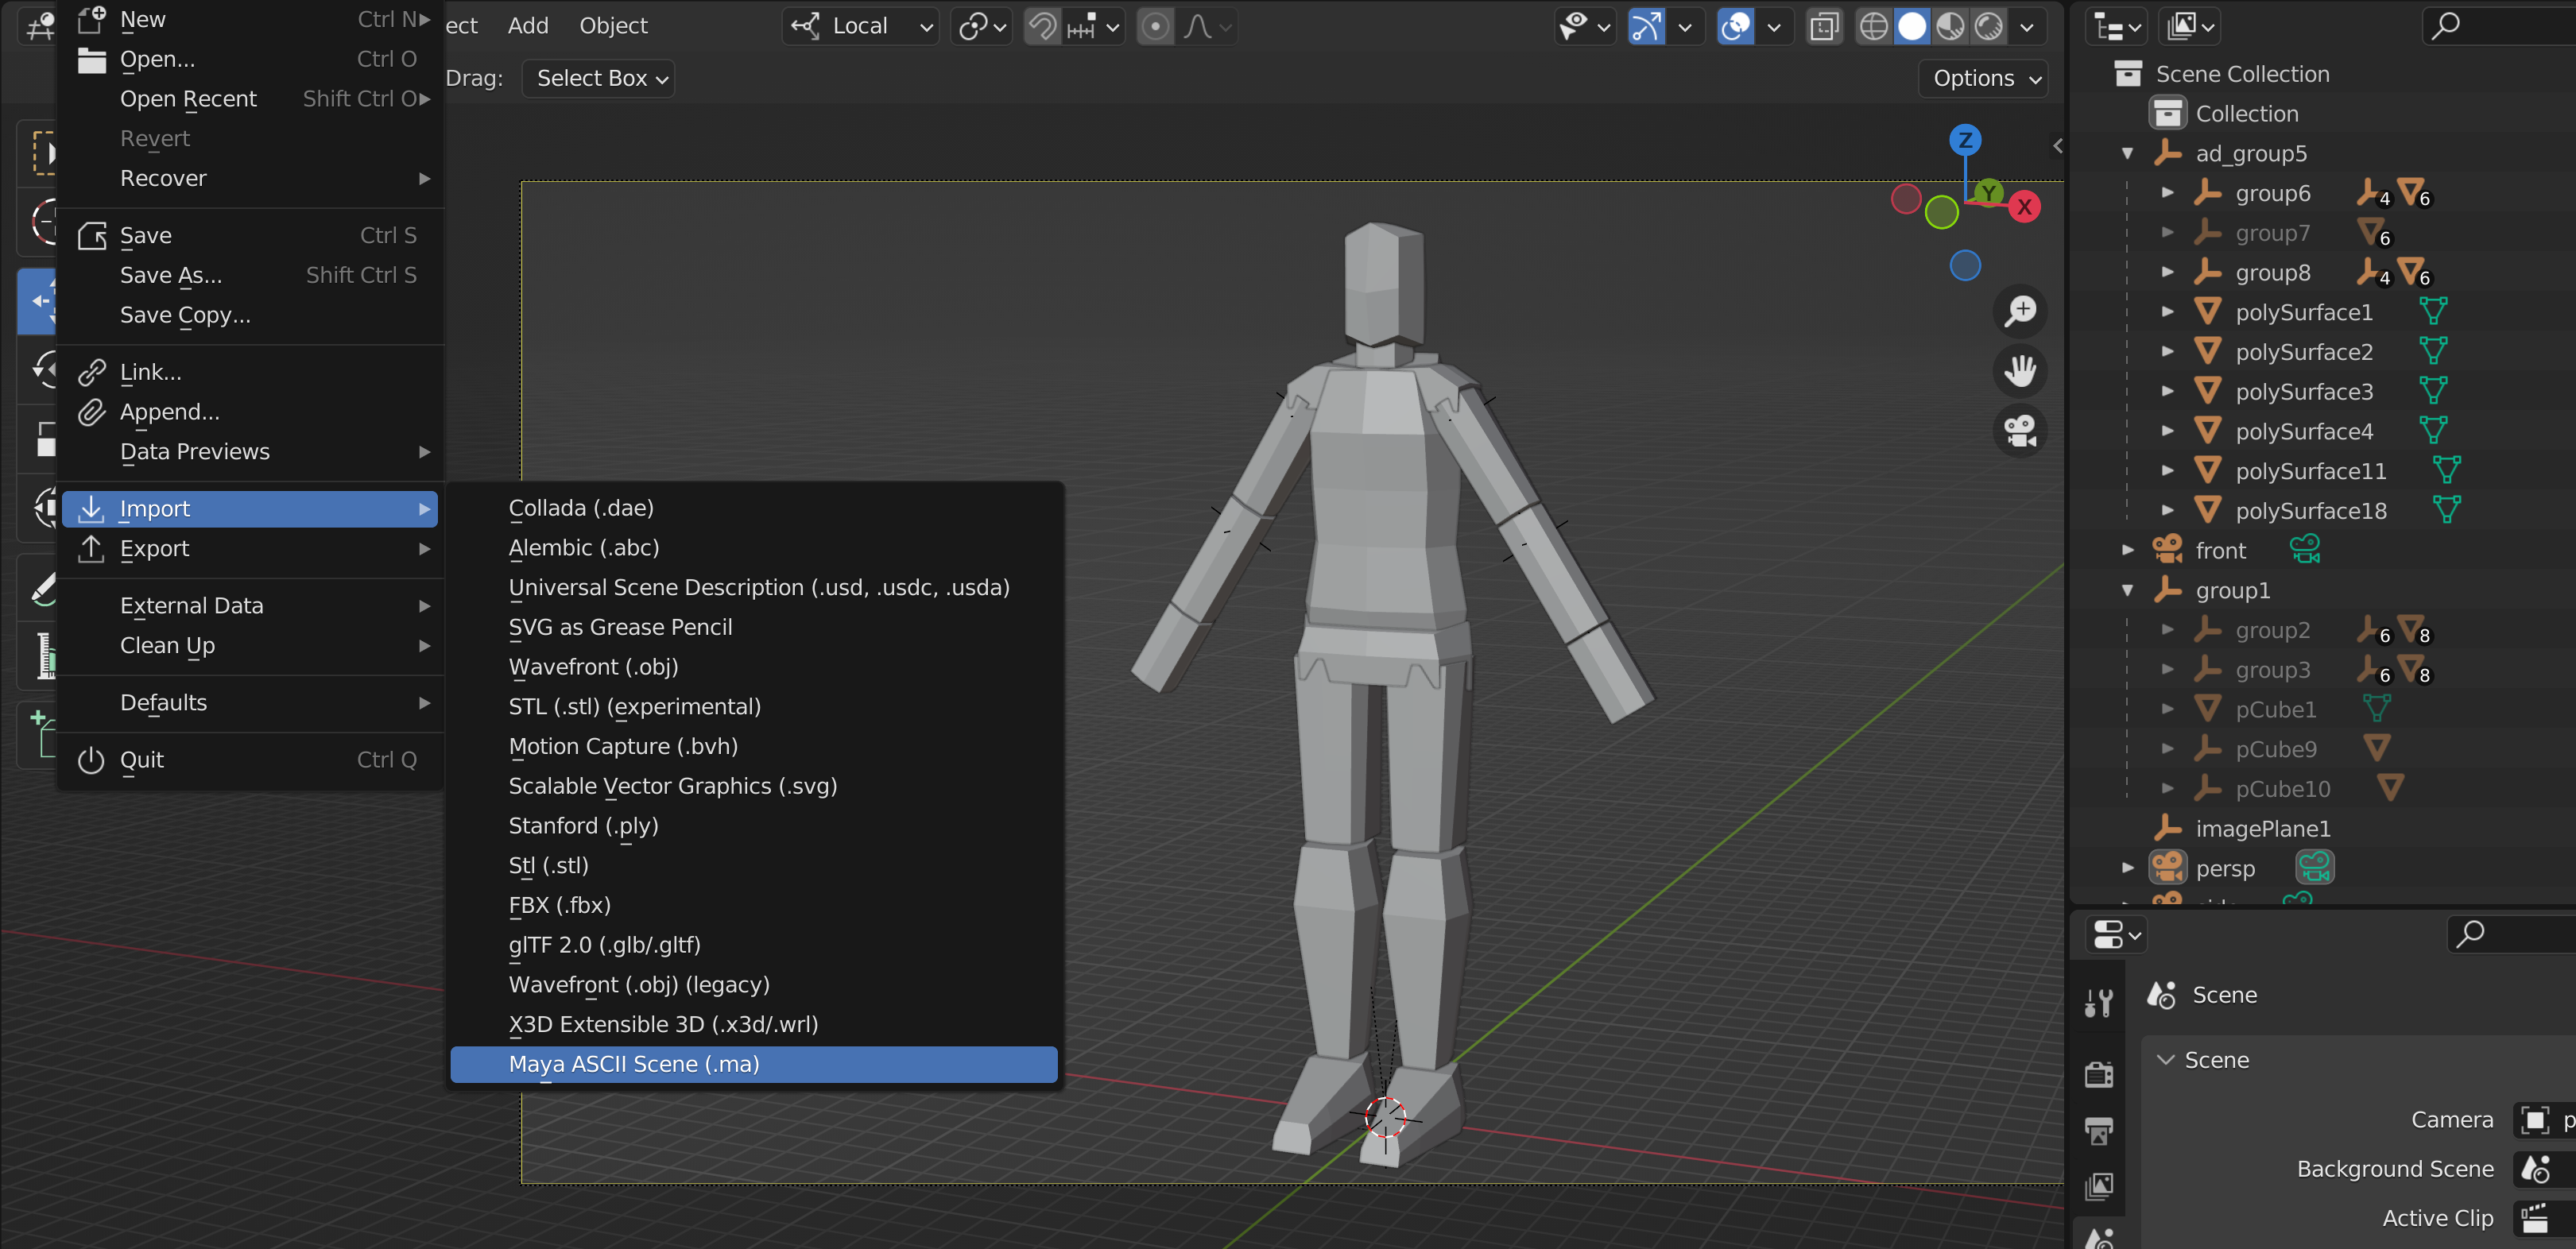 New Ctrl N
Open... Ctrl O
Open Recent Shift Ctrl O
Revert
Recover
Save Ctrl S
Save As... Shift Ctrl S
Save Copy...
Link...
Append...
Data Previews
Import
Export
External Data
Clean Up
Defaults
Quit Ctrl Q
Collada (.dae)
Alembic (.abc)
Universal Scene Description (.usd, .usdc, .usda)
SVG as Grease Pencil
Wavefront (.obj)
STL (.stl) (experimental)
Motion Capture (.bvh)
Scalable Vector Graphics (.svg)
Stanford (.ply)
Stl (.stl)
FBX (.fbx)
glTF 2.0 (.glb/.gltf)
Wavefront (.obj) (legacy)
X3D Extensible 3D (.x3d/.wrl)
Maya ASCII Scene (.ma)
ect Add Object Local
Drag: Select Box Options
Z
Y
X
Scene Collection
Collection
ad_group5
group6 4 6
group7 6
group8 4 6
polySurface1
polySurface2
polySurface3
polySurface4
polySurface11
polySurface18
front
group1
group2 6 8
group3 6 8
pCube1
pCube9
pCube10
imagePlane1
persp
Scene
Scene
Camera p
Background Scene
Active Clip